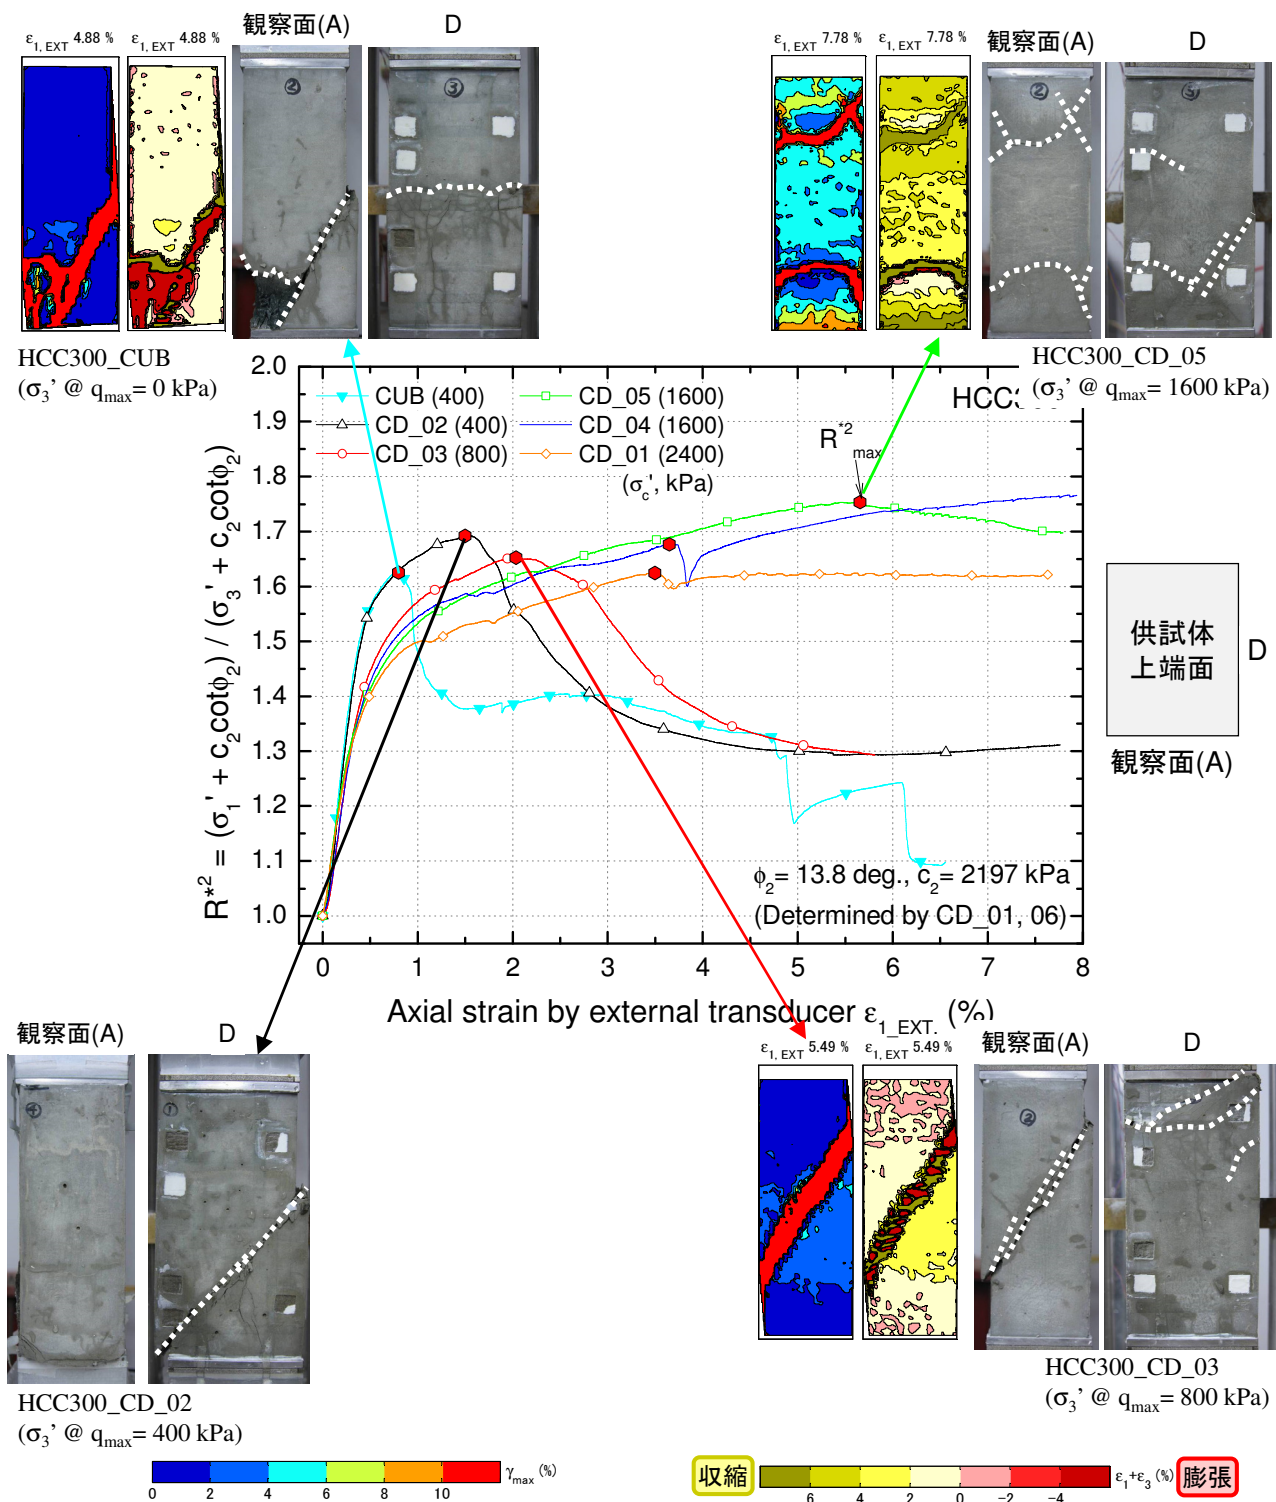 観察面(A)
D
ε1, EXT 4.88 %
ε1, EXT 4.88 %
②
③
HCC300_CUB
(σ3’ @ qmax= 0 kPa)
観察面(A)
D
ε1, EXT 7.78 %
ε1, EXT 7.78 %
②
③
HCC300_CD_05
(σ3’ @ qmax= 1600 kPa)
2.0
1.9
1.8
1.7
1.6
1.5
1.4
1.3
1.2
1.1
1.0
R*2 = (σ1' + c2cotϕ2) / (σ3' + c2cotϕ2)
CUB (400)
CD_02 (400)
CD_03 (800)
CD_05 (1600)
CD_04 (1600)
CD_01 (2400)
(σc', kPa)
R*2max
ϕ2= 13.8 deg., c2= 2197 kPa
(Determined by CD_01, 06)
0 1 2 3 4 5 6 7 8
Axial strain by external transducer ε1_EXT. (%)
供試体
上端面
D
観察面(A)
観察面(A)
D
④
①
HCC300_CD_02
(σ3’ @ qmax= 400 kPa)
ε1, EXT 5.49 %
ε1, EXT 5.49 %
観察面(A)
D
②
HCC300_CD_03
(σ3’ @ qmax= 800 kPa)
0 2 4 6 8 10
γmax (%)
収縮
6 4 2 0 -2 -4
ε1+ε3 (%)
膨張